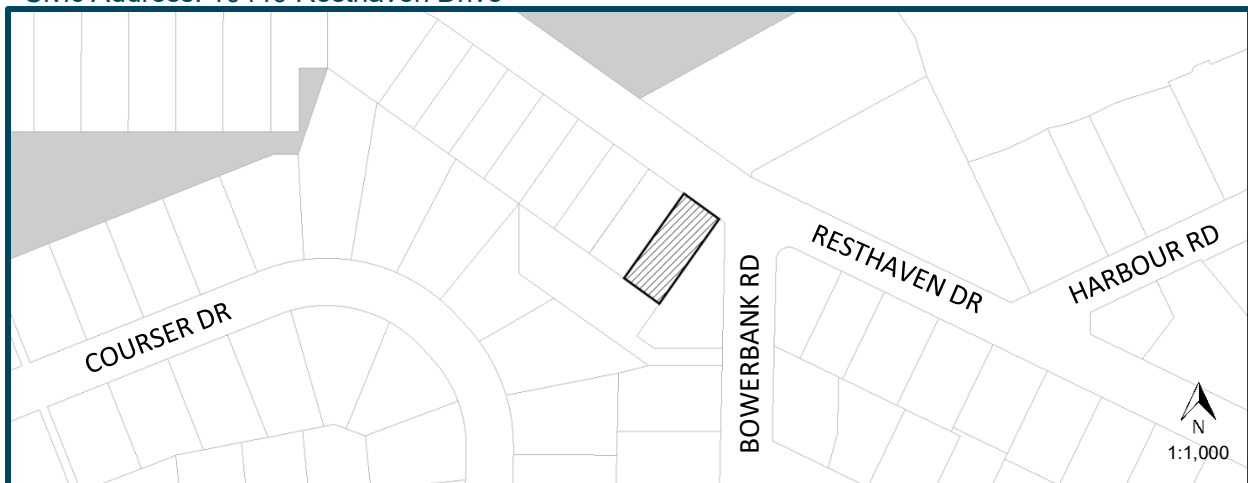 RESTHAVEN DR
HARBOUR RD
COURSER DR
BOWERBANK RD
N
1:1,000